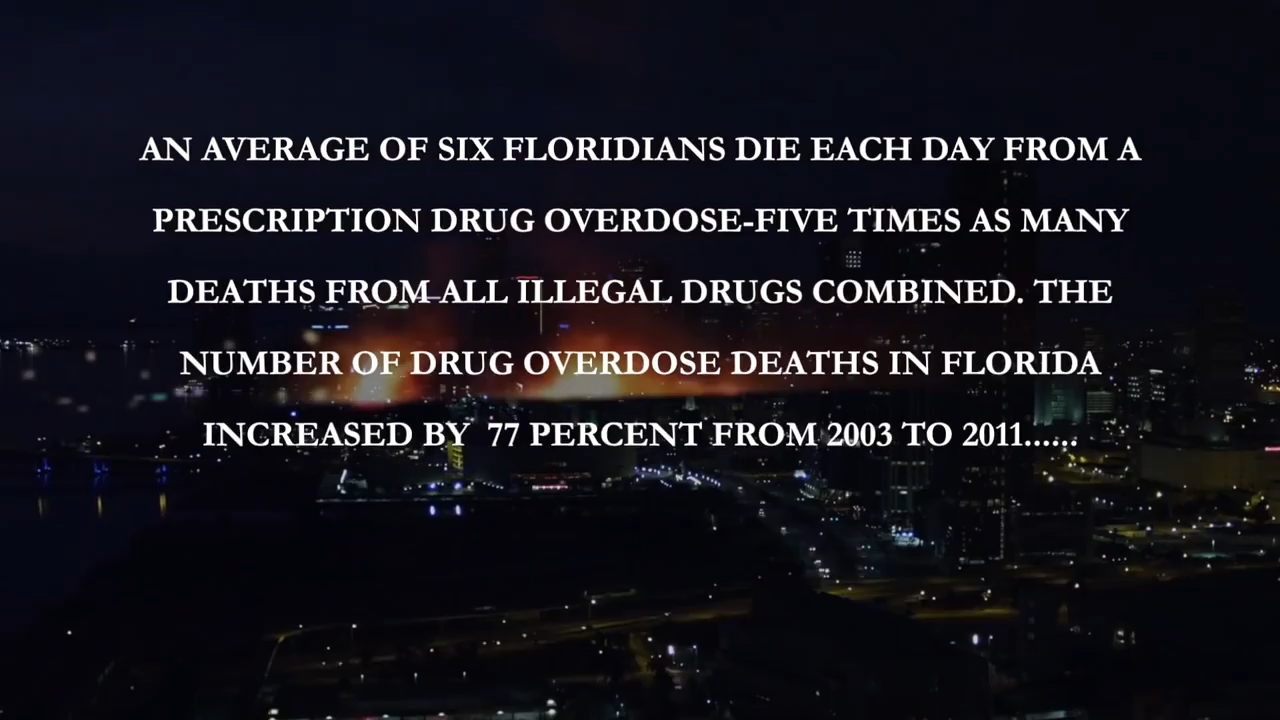 AN AVERAGE OF SIX FLORIDIANS DIE EACH DAY FROM A
PRESCRIPTION DRUG OVERDOSE-FIVE TIMES AS MANY
DEATHS FROM ALL ILLEGAL DRUGS COMBINED. THE
NUMBER OF DRUG OVERDOSE DEATHS IN FLORIDA
INCREASED BY  77 PERCENT FROM 2003 TO 2011......